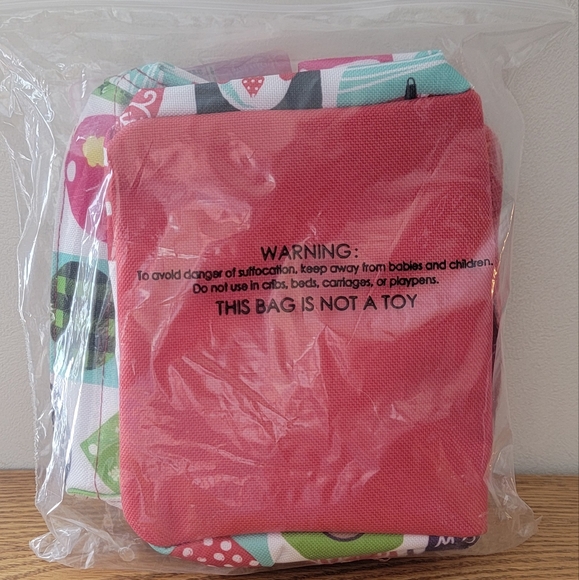 WARNING:
To avoid danger of suffocation, keep away from babies and children.
Do not use in cribs, beds, carriages, or playpens.
THIS BAG IS NOT A TOY